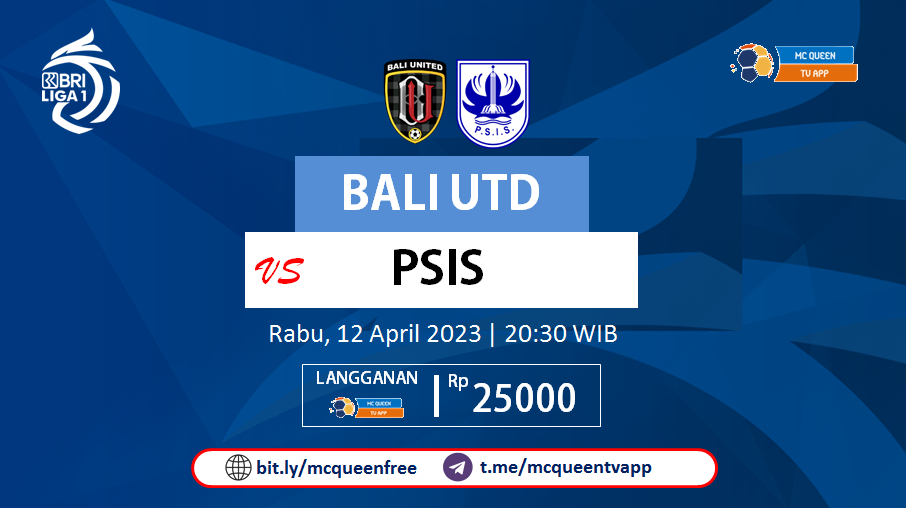 BRI
LIGA 1
BALI UNITED
P.S.I.S.
MC QUEEN
TV APP
BALI UTD
VS
PSIS
Rabu, 12 April 2023 | 20:30 WIB
LANGGANAN
MC QUEEN
TV APP
Rp 25000
bit.ly/mcqueenfree
t.me/mcqueentvapp